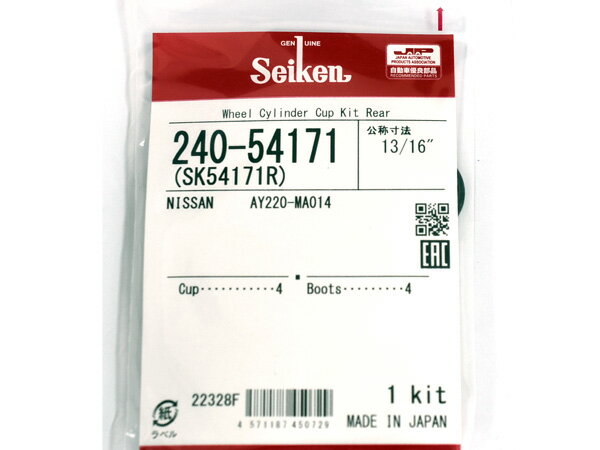 GENUINE
Seiken
JAPAN AUTOMOTIVE
PRODUCTS ASSOCIATION
自動車優良部品
RECOMMENDED PARTS
Wheel Cylinder Cup Kit Rear
240-54171
(SK54171R)
公称寸法
13/16"
NISSAN AY220-MA014
EAC
Cup··········4 Boots·········4
紙
ラベル
22328F
4 571187 450729
1 kit
MADE IN JAPAN